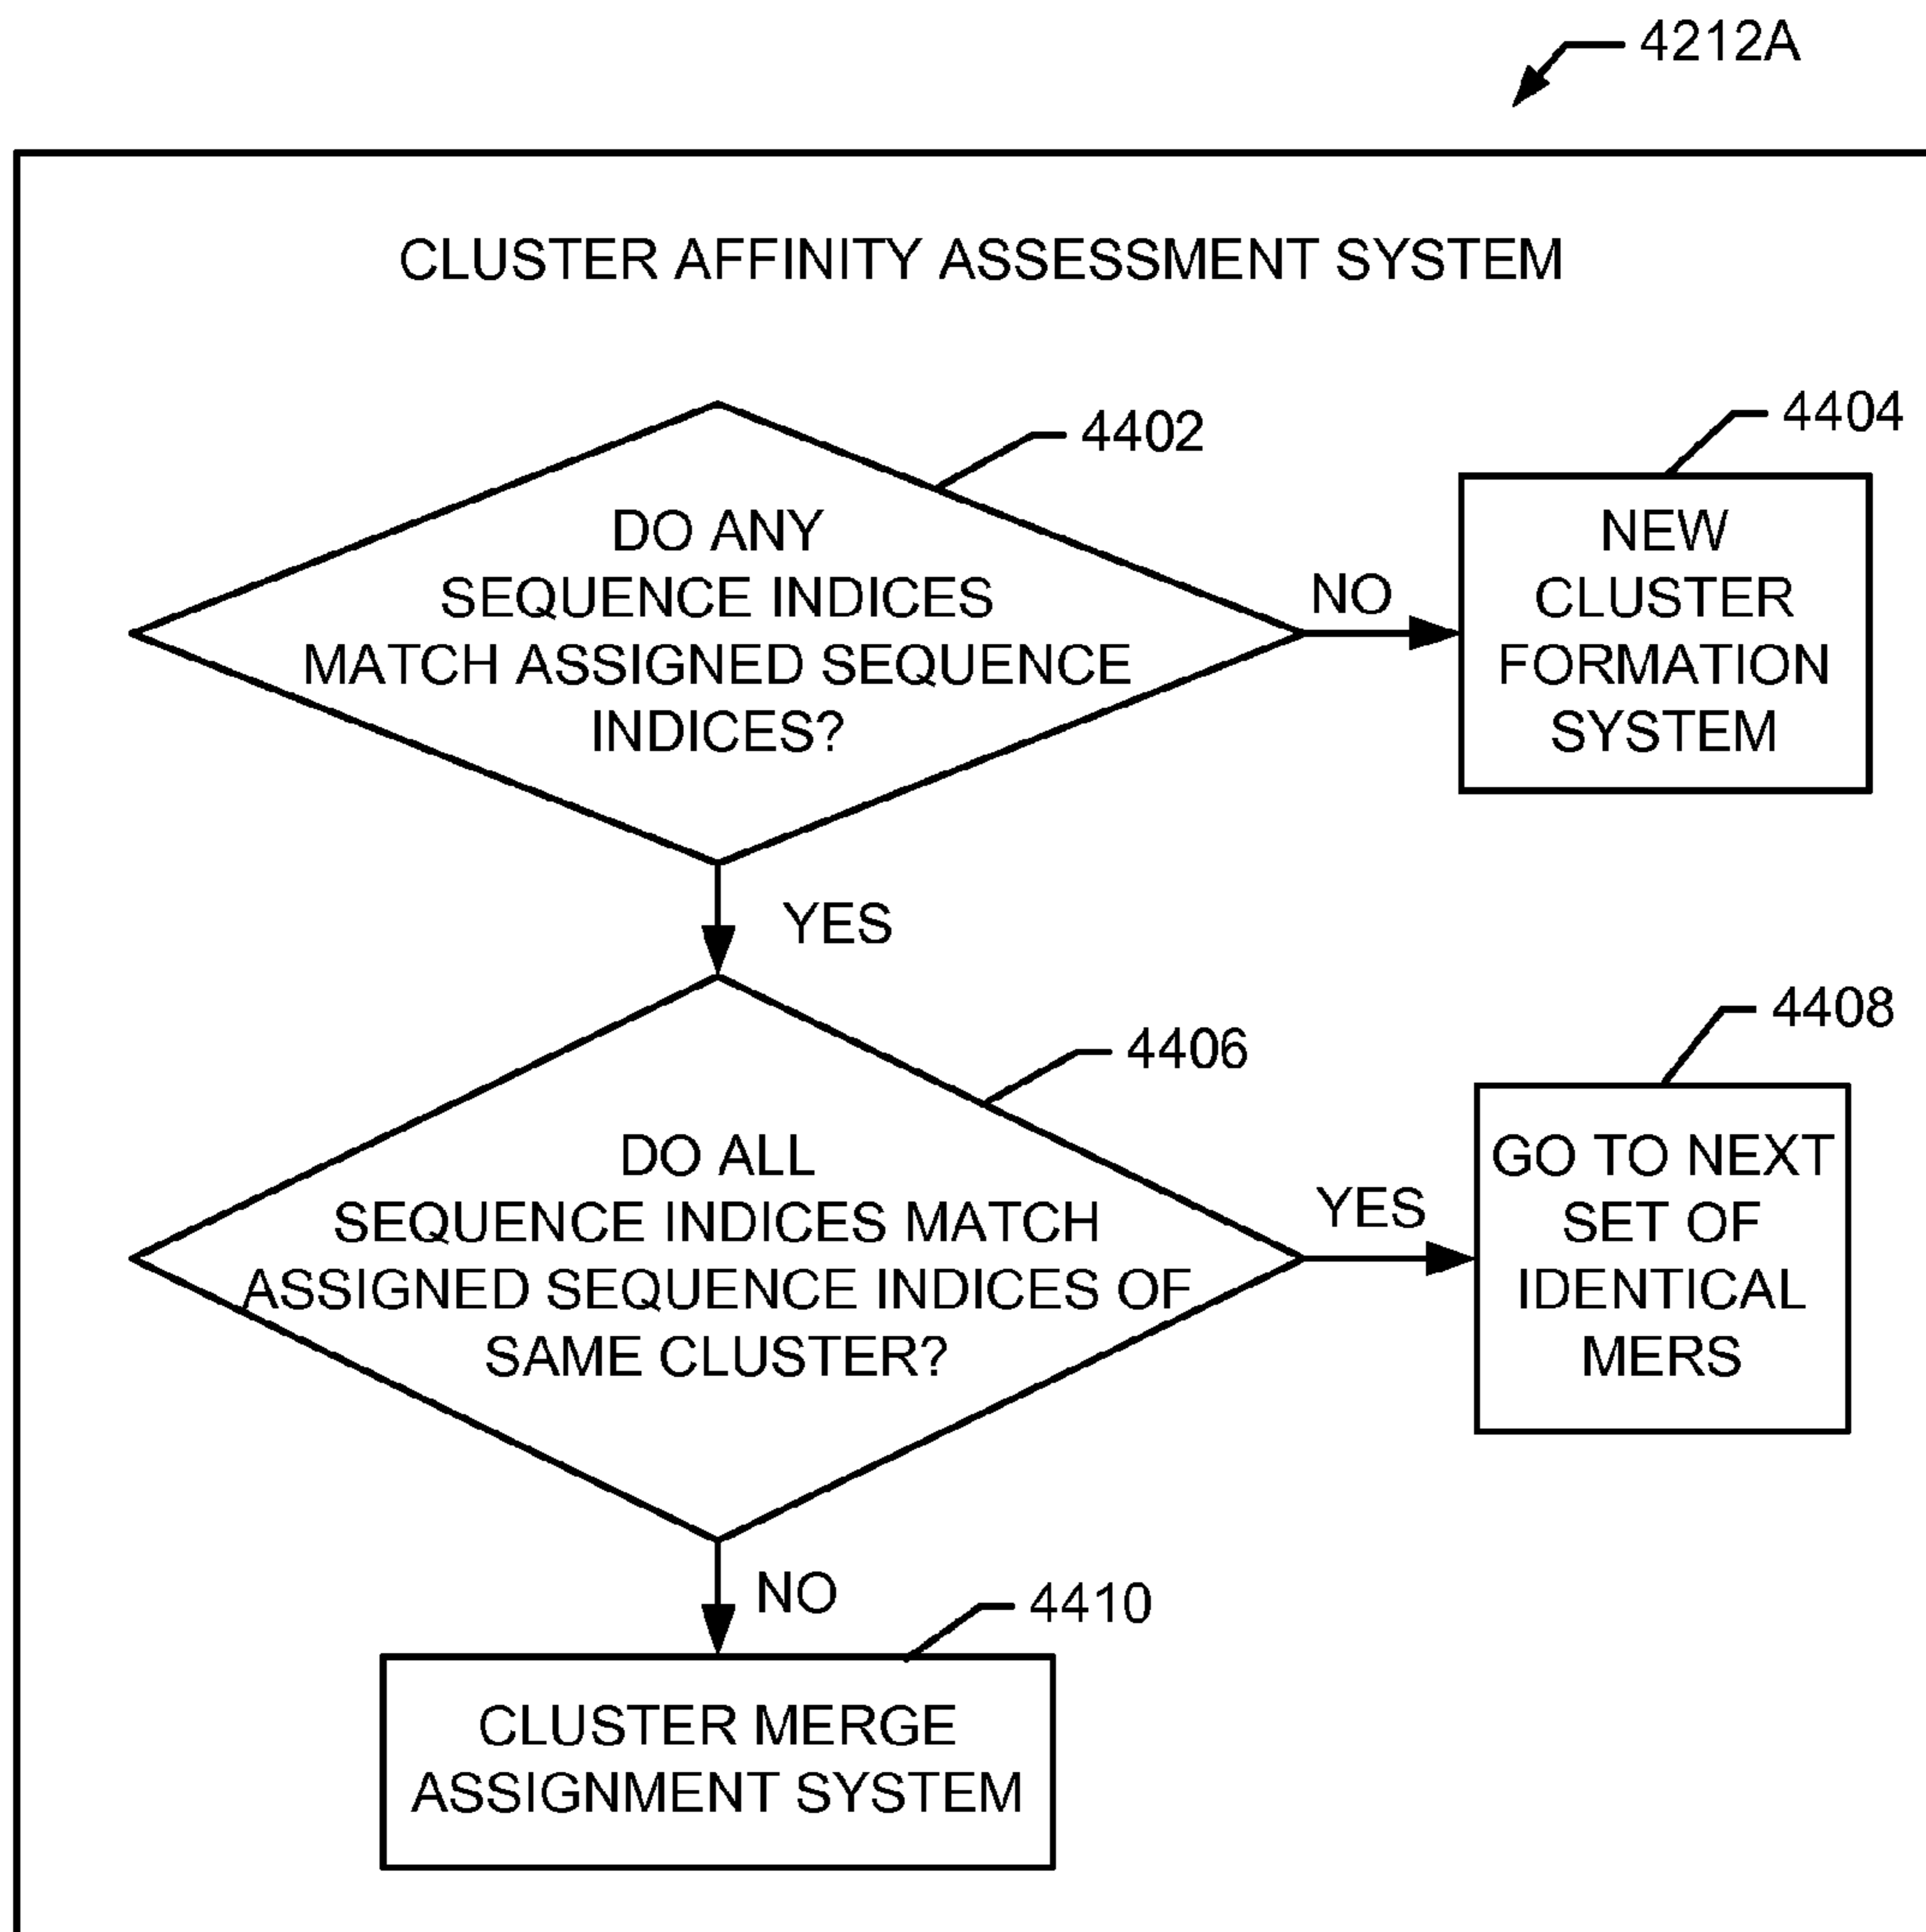 4212A
CLUSTER AFFINITY ASSESSMENT SYSTEM
4402
4404
DO ANY
SEQUENCE INDICES
MATCH ASSIGNED SEQUENCE
INDICES?
NO
NEW
CLUSTER
FORMATION
SYSTEM
YES
4406
4408
DO ALL
SEQUENCE INDICES MATCH
ASSIGNED SEQUENCE INDICES OF
SAME CLUSTER?
YES
GO TO NEXT
SET OF
IDENTICAL
MERS
NO
4410
CLUSTER MERGE
ASSIGNMENT SYSTEM